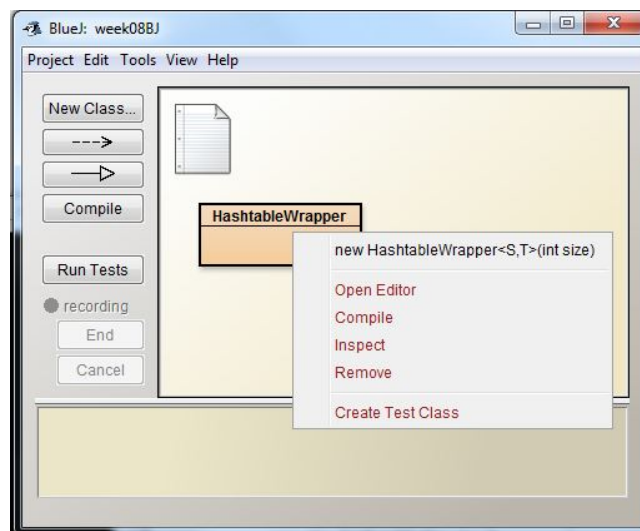 BlueJ: week08BJ
Project Edit Tools View Help
New Class...
Compile
Run Tests
recording
End
Cancel
HashtableWrapper
new HashtableWrapper<S,T>(int size)
Open Editor
Compile
Inspect
Remove
Create Test Class